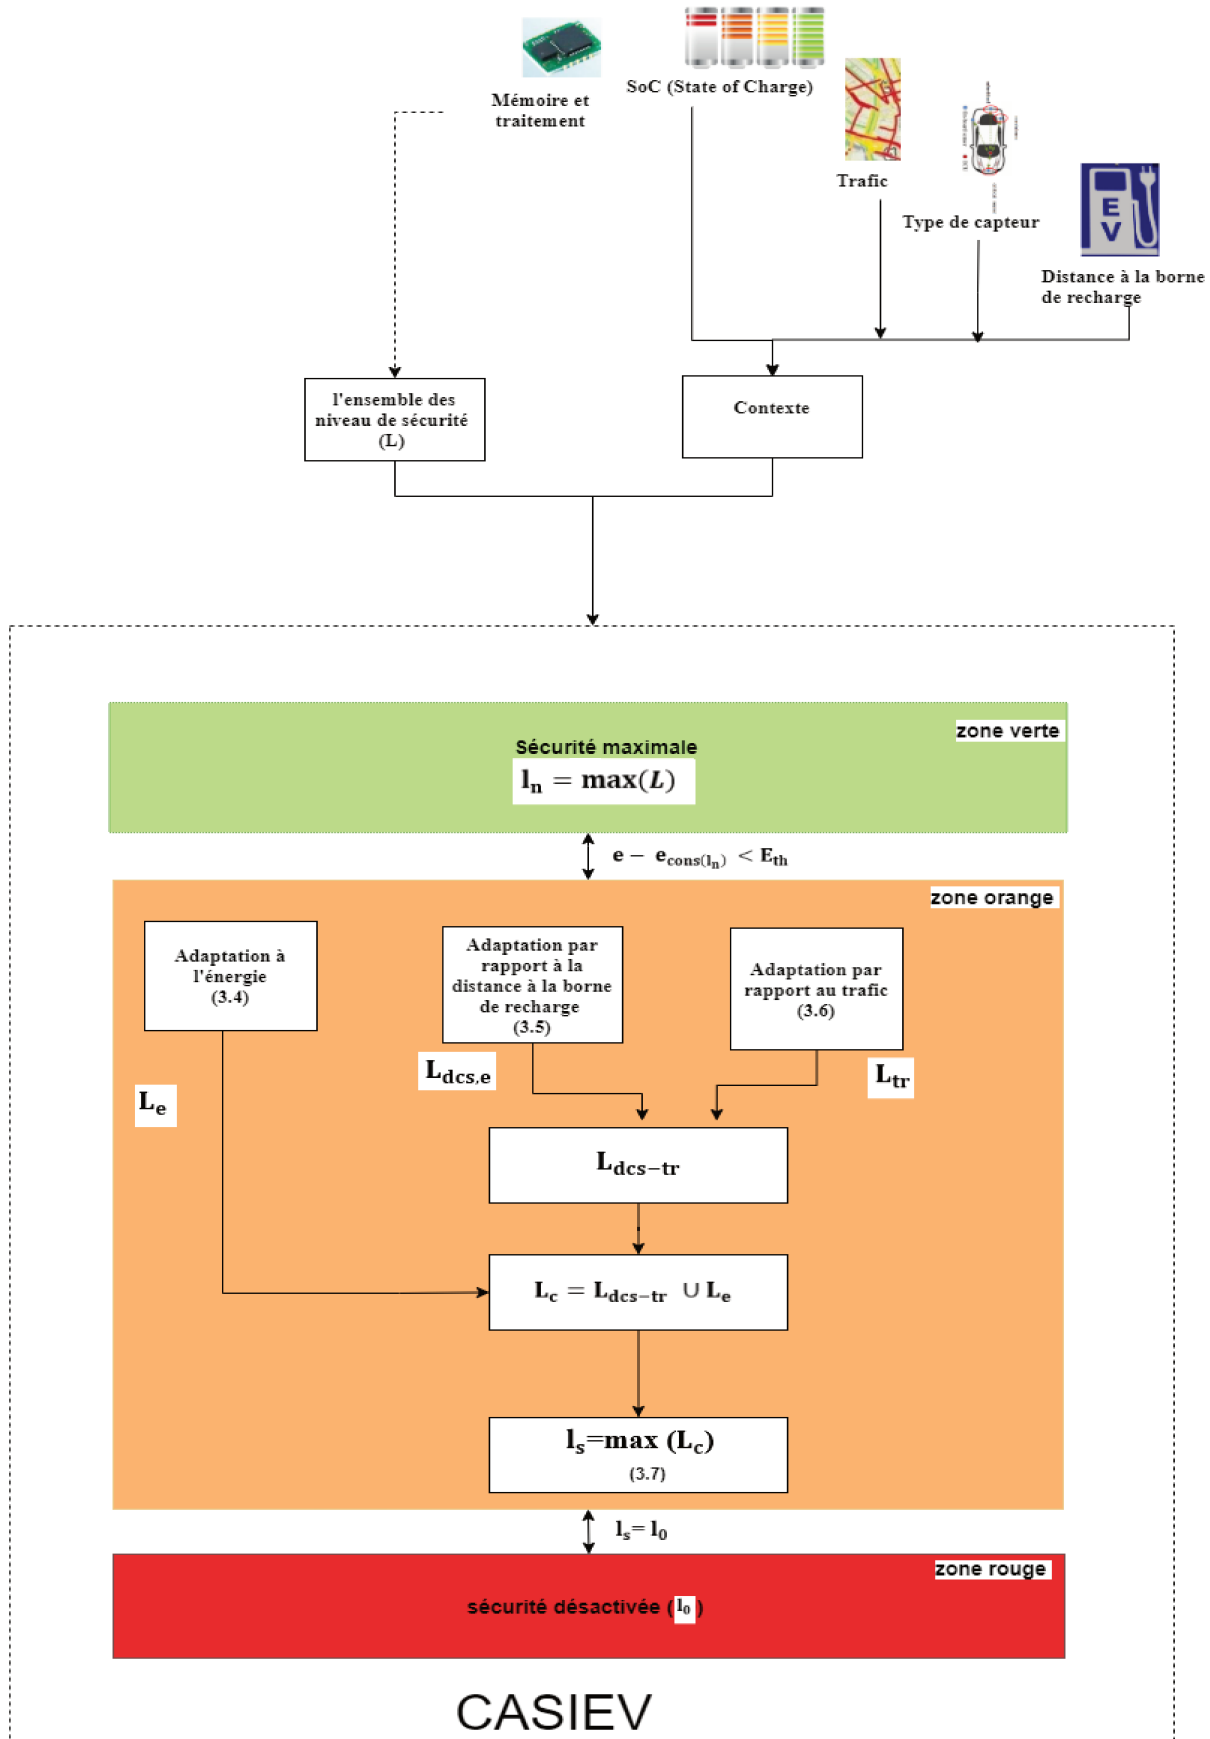 Mémoire et
traitement
SoC (State of Charge)
Trafic
Type de capteur
E
V
Distance à la borne
de recharge
l'ensemble des
niveau de sécurité
(L)
Contexte
zone verte
Sécurité maximale
lₙ = max(L)
e − e_cons(lₙ) < E_th
zone orange
Adaptation à
l'énergie
(3.4)
Adaptation par
rapport à la
distance à la borne
de recharge
(3.5)
Adaptation par
rapport au trafic
(3.6)
L_e
L_dcs,e
L_tr
L_dcs−tr
L_c = L_dcs−tr ∪ L_e
l_s=max (L_c)
(3.7)
l_s= l₀
zone rouge
sécurité désactivée (l₀)
CASIEV